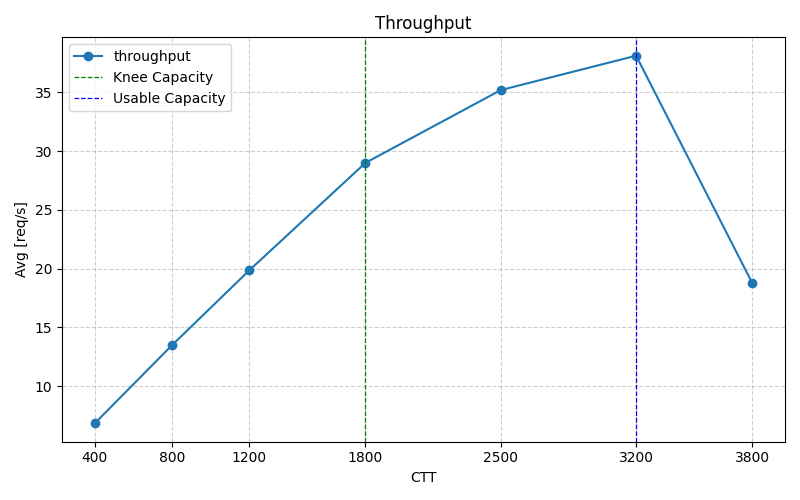 Throughput
throughput
Knee Capacity
Usable Capacity
Avg [req/s]
35
30
25
20
15
10
400 800 1200 1800 2500 3200 3800
CTT